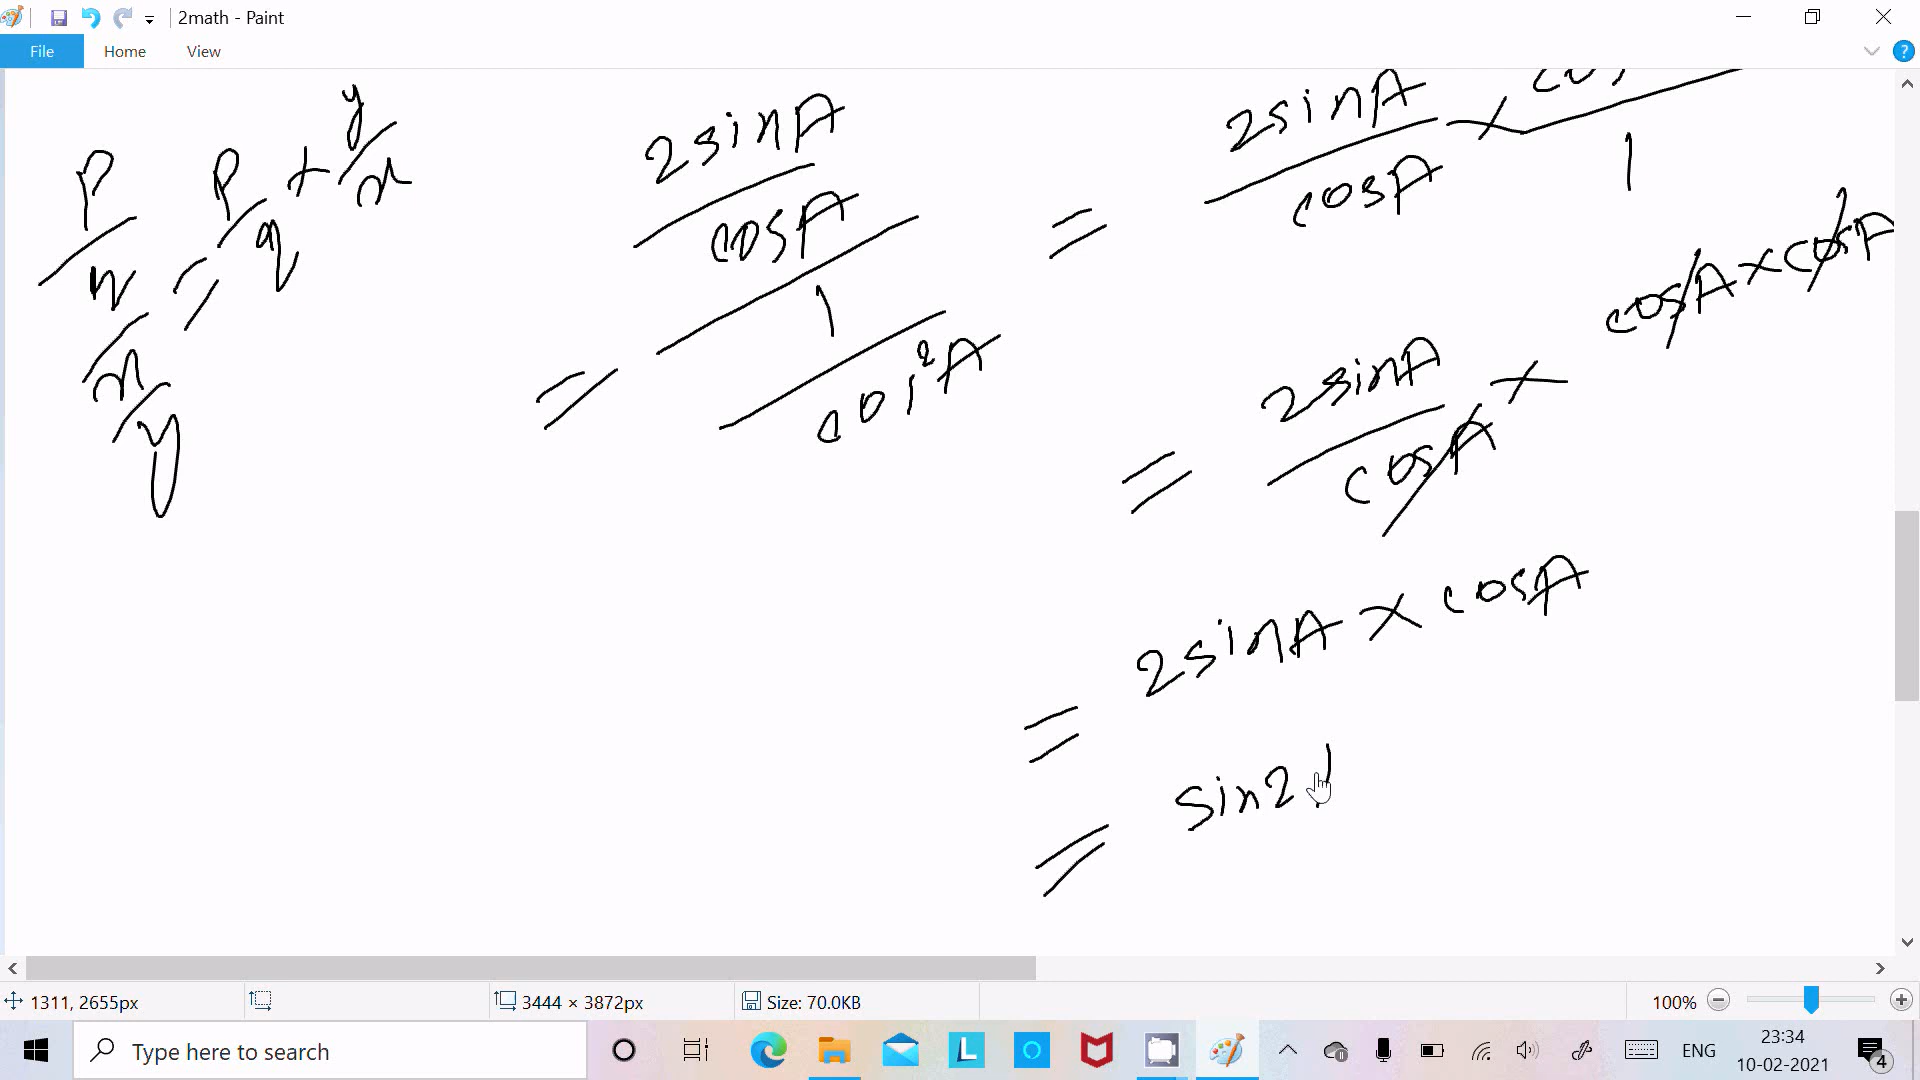 2math - Paint
File Home View
P/q / x/y = P/q + y/x
= 2sinA/cosA / 1/cos²A
= 2sinA/cosA × cos /1
= 2sinA/cosA × cosA×cosA
= 2sinA × cosA
= sin2
1311, 2655px
3444 × 3872px
Size: 70.0KB
100%
Type here to search
ENG
23:34
10-02-2021
4